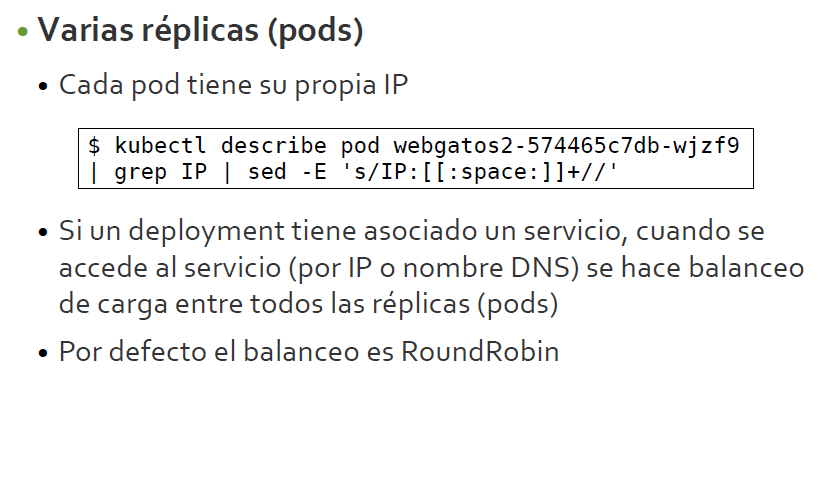 • Varias réplicas (pods)
• Cada pod tiene su propia IP
$ kubectl describe pod webgatos2-574465c7db-wjzf9
| grep IP | sed -E 's/IP:[[:space:]]+//'
• Si un deployment tiene asociado un servicio, cuando se
accede al servicio (por IP o nombre DNS) se hace balanceo
de carga entre todos las réplicas (pods)
• Por defecto el balanceo es RoundRobin